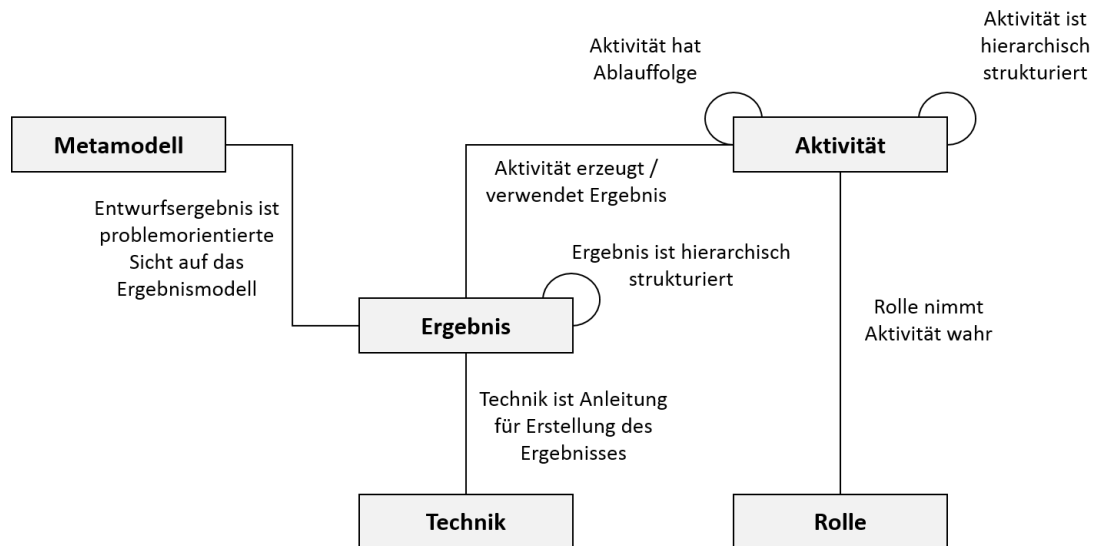 Aktivität ist
hierarchisch
strukturiert
Aktivität hat
Ablauffolge
Metamodell
Aktivität
Aktivität erzeugt /
verwendet Ergebnis
Entwurfsergebnis ist
problemorientierte
Sicht auf das
Ergebnismodell
Ergebnis ist hierarchisch
strukturiert
Ergebnis
Rolle nimmt
Aktivität wahr
Technik ist Anleitung
für Erstellung des
Ergebnisses
Technik
Rolle